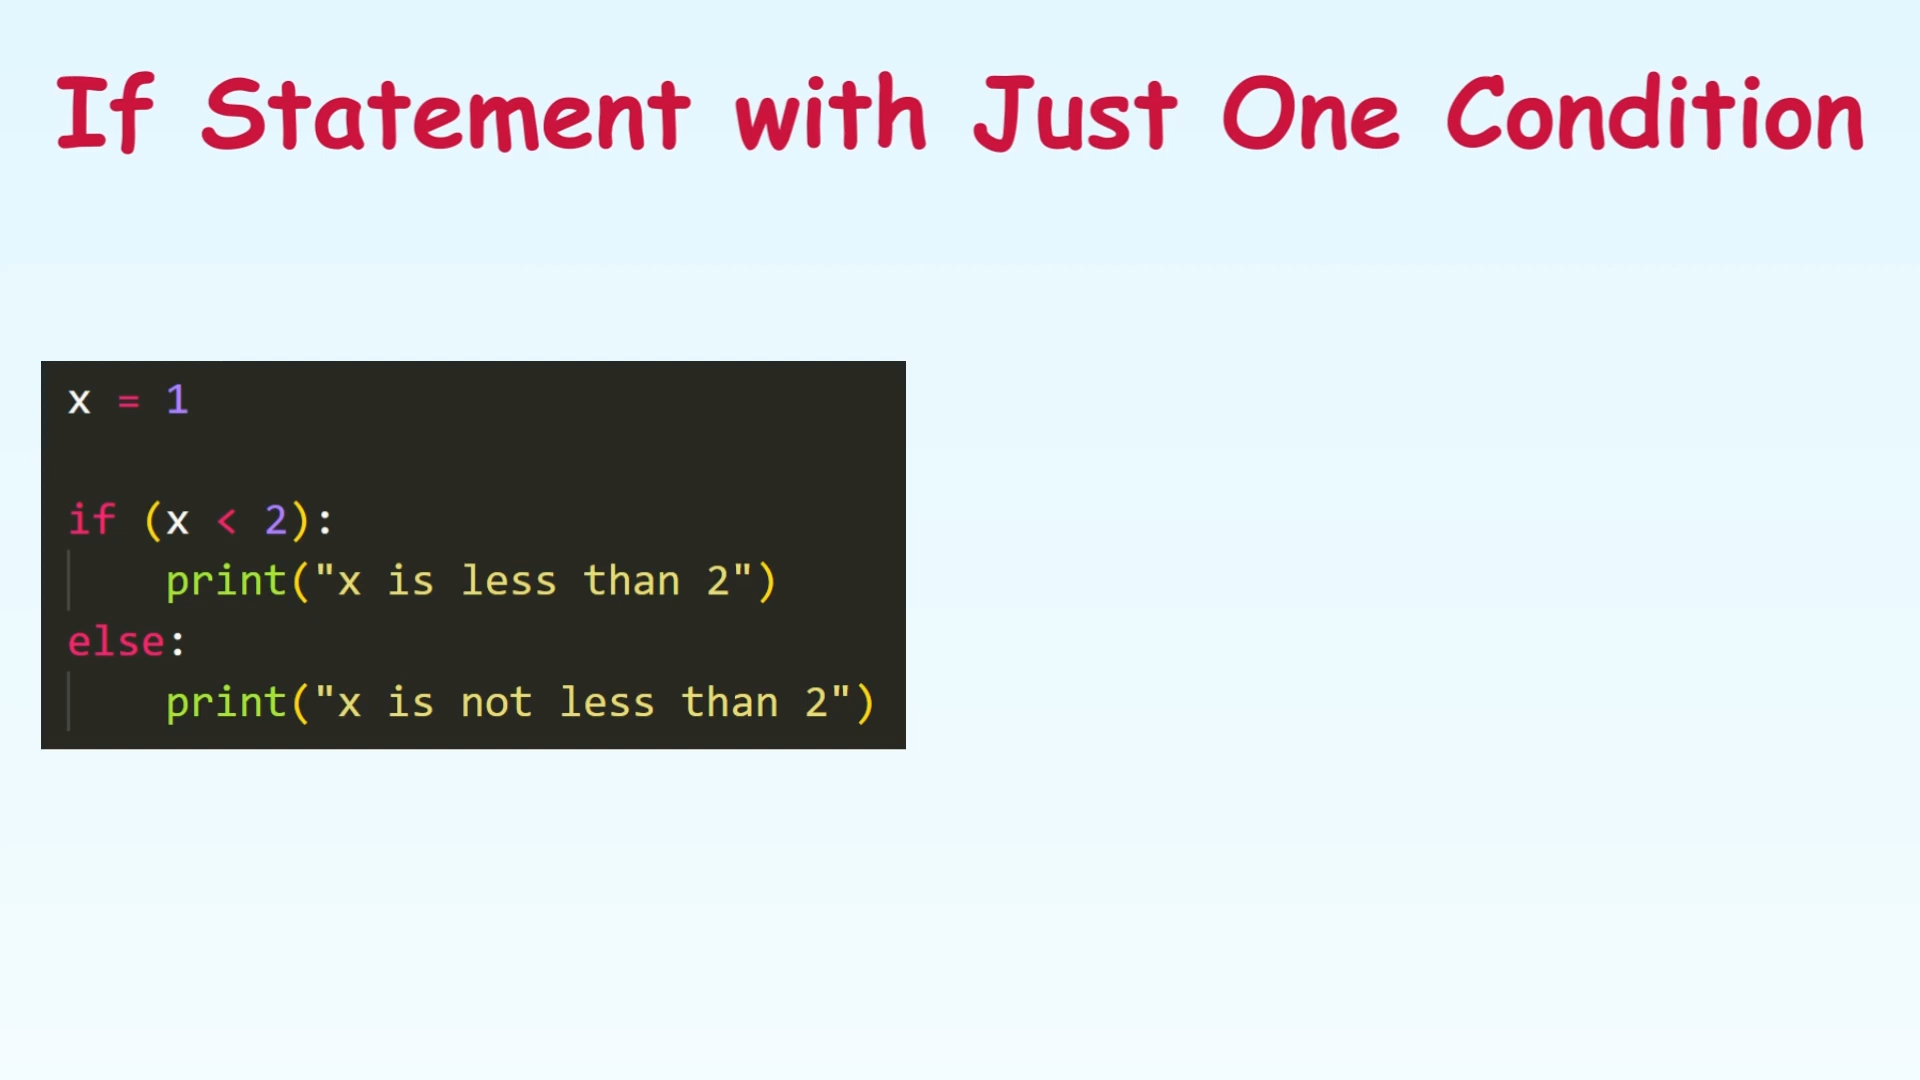 If Statement with Just One Condition
x = 1
if (x < 2):
    print("x is less than 2")
else:
    print("x is not less than 2")